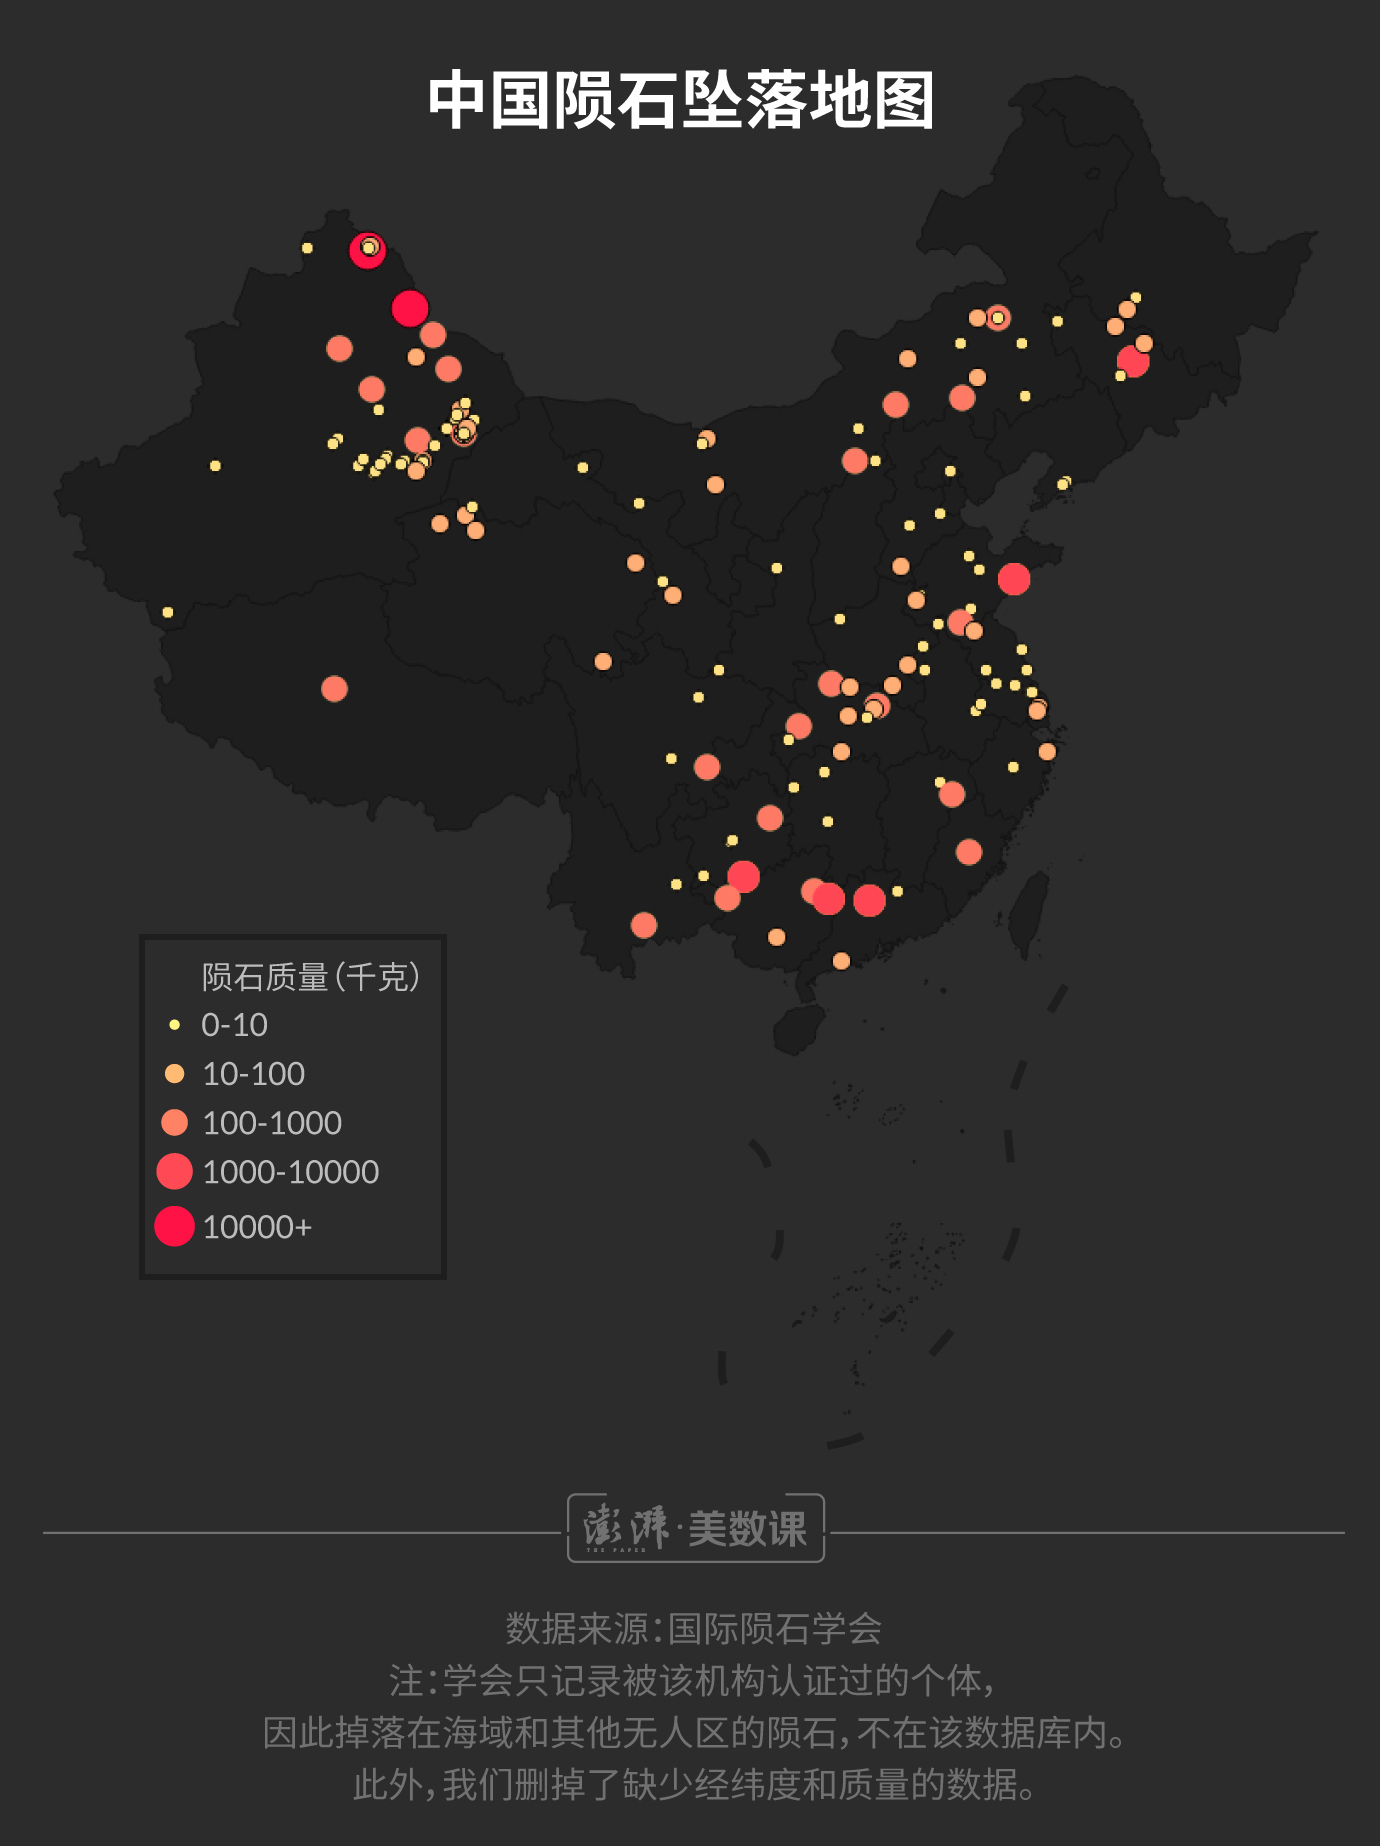 中国陨石坠落地图
陨石质量（千克）
0-10
10-100
100-1000
1000-10000
10000+
澎湃·美数课
THE PAPER
数据来源：国际陨石学会
注：学会只记录被该机构认证过的个体，
因此掉落在海域和其他无人区的陨石，不在该数据库内。
此外，我们删掉了缺少经纬度和质量的数据。